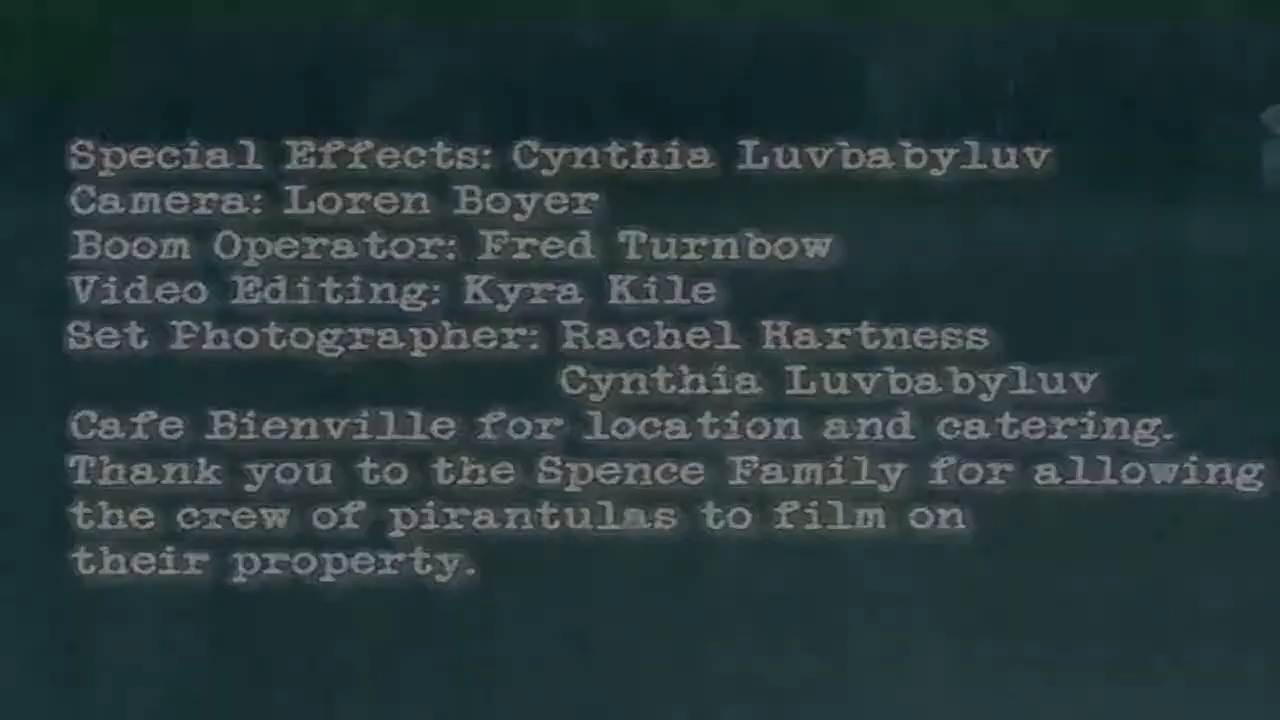 Special Effects: Cynthia Luvbabyluv
Camera: Loren Boyer
Boom Operator: Fred Turnbow
Video Editing: Kyra Kile
Set Photographer: Rachel Hartness
Cynthia Luvbabyluv
Cafe Bienville for location and catering.
Thank you to the Spence Family for allowing
the crew of pirantulas to film on
their property.